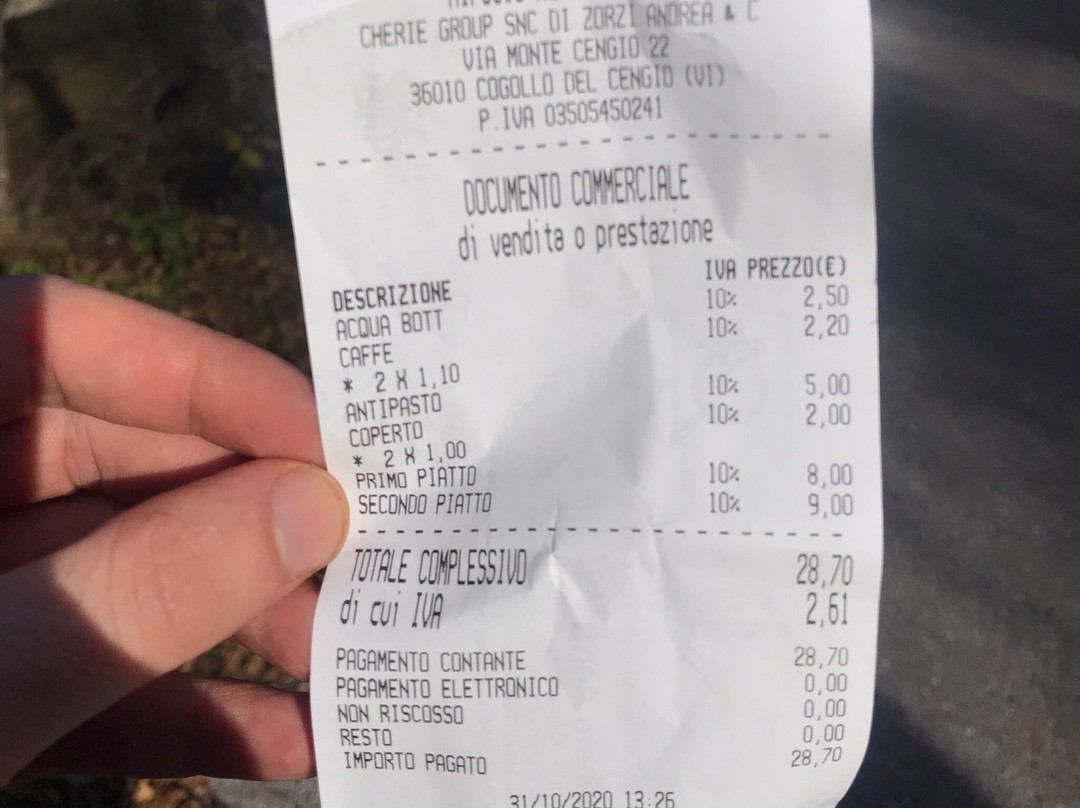 CHERIE GROUP SNC DI ZORZI ANDREA & C
VIA MONTE CENGIO 22
36010 COGOLLO DEL CENGIO (VI)
P.IVA 03505450241
DOCUMENTO COMMERCIALE
di vendita o prestazione
DESCRIZIONE IVA PREZZO(€)
ACQUA BOTT 10% 2,50
CAFFE 10% 2,20
* 2 X 1,10
ANTIPASTO 10% 5,00
COPERTO 10% 2,00
* 2 X 1,00
PRIMO PIATTO 10% 8,00
SECONDO PIATTO 10% 9,00
TOTALE COMPLESSIVO 28,70
di cui IVA 2,61
PAGAMENTO CONTANTE 28,70
PAGAMENTO ELETTRONICO 0,00
NON RISCOSSO 0,00
RESTO 0,00
IMPORTO PAGATO 28,70
31/10/2020 13:26